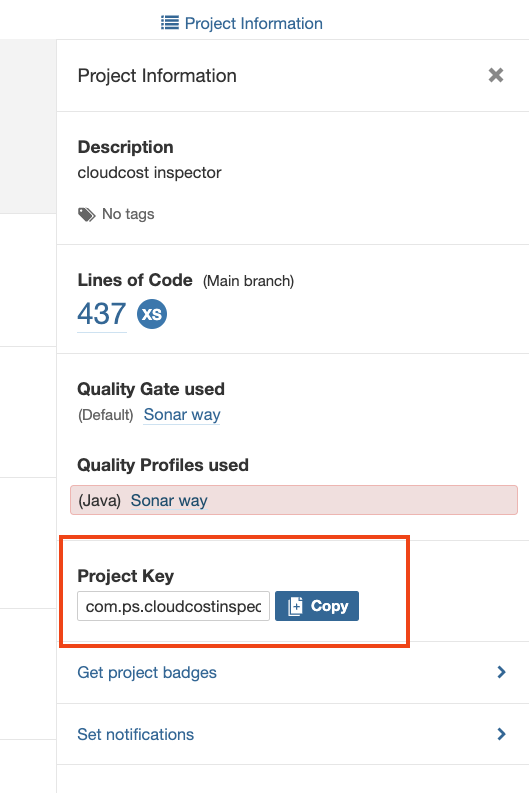 Project Information
Project Information
Description
cloudcost inspector
No tags
Lines of Code (Main branch)
437 XS
Quality Gate used
(Default) Sonar way
Quality Profiles used
(Java) Sonar way
Project Key
com.ps.cloudcostinspec Copy
Get project badges
Set notifications